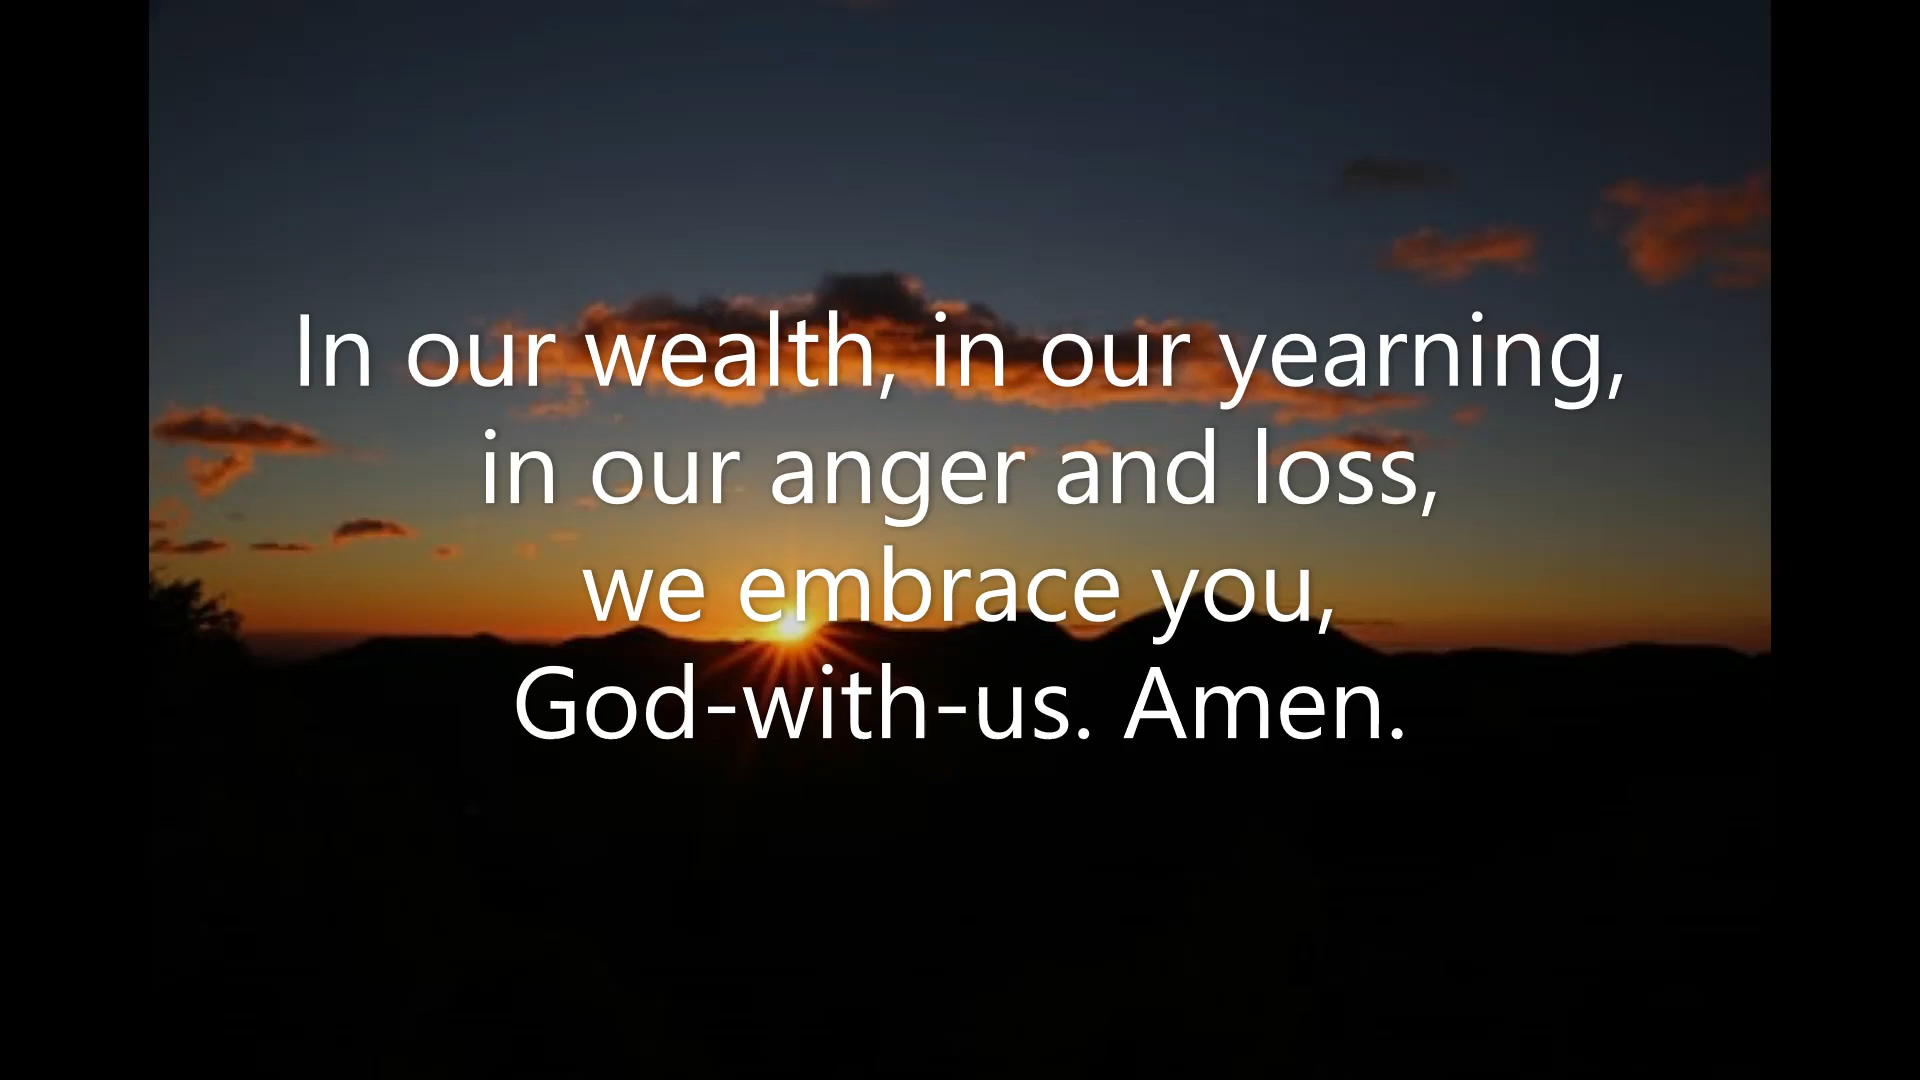 In our wealth, in our yearning,
in our anger and loss,
we embrace you,
God-with-us. Amen.